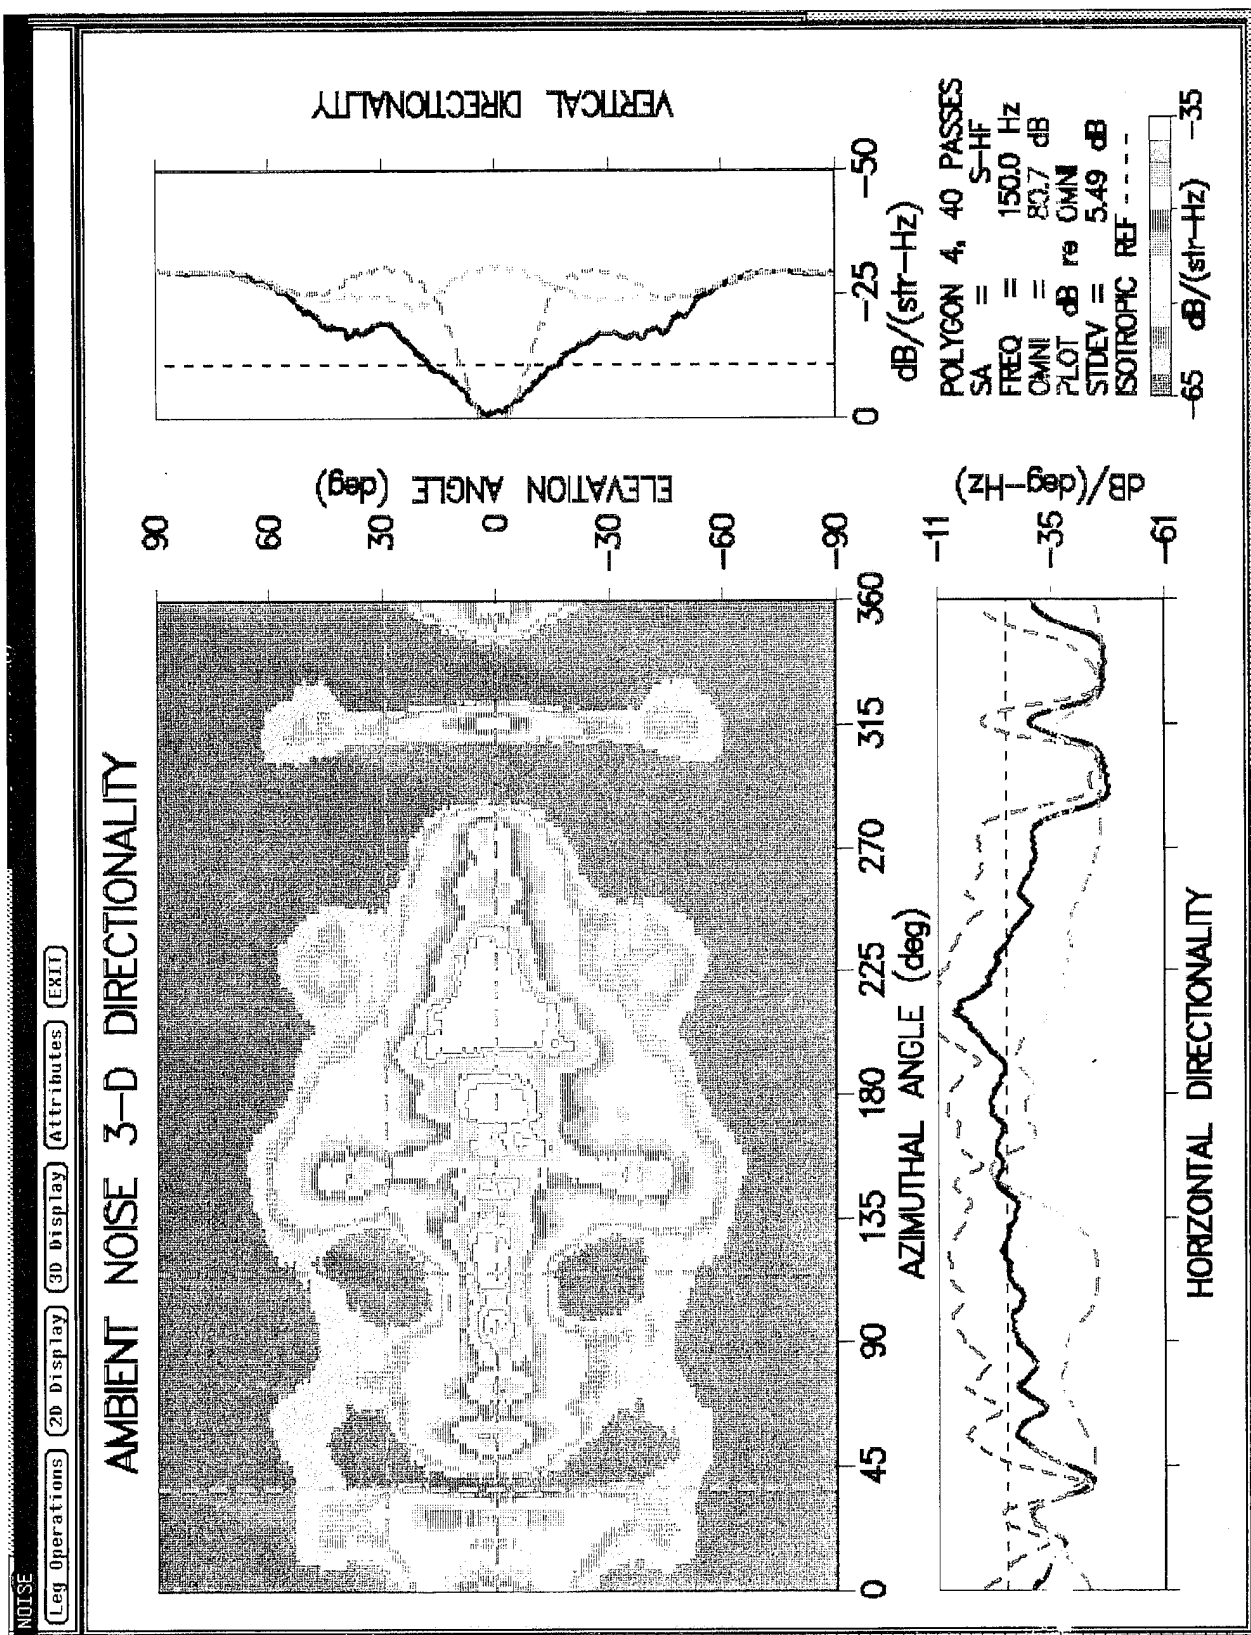 NOISE
Leg Operations 2D Display 3D Display Attributes EXIT
AMBIENT NOISE 3-D DIRECTIONALITY
90
60
30
0
-30
-90
ELEVATION ANGLE (deg)
0 45 90 135 180 225 270 315 360
AZIMUTHAL ANGLE (deg)
VERTICAL DIRECTIONALITY
0 -25 -50
dB/(str-Hz)
-11
-35
-61
dB/(deg-Hz)
HORIZONTAL DIRECTIONALITY
POLYGON 4, 40 PASSES
SA = S-HF
FREQ = 150.0 Hz
OMNI = 80.7 dB
PLOT dB re OMNI
STDEV = 5.49 dB
ISOTROPIC REF -----
-65 dB/(str-Hz) -35